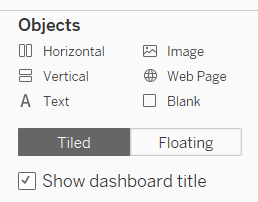 Objects
Horizontal Image
Vertical Web Page
A Text Blank
Tiled Floating
Show dashboard title